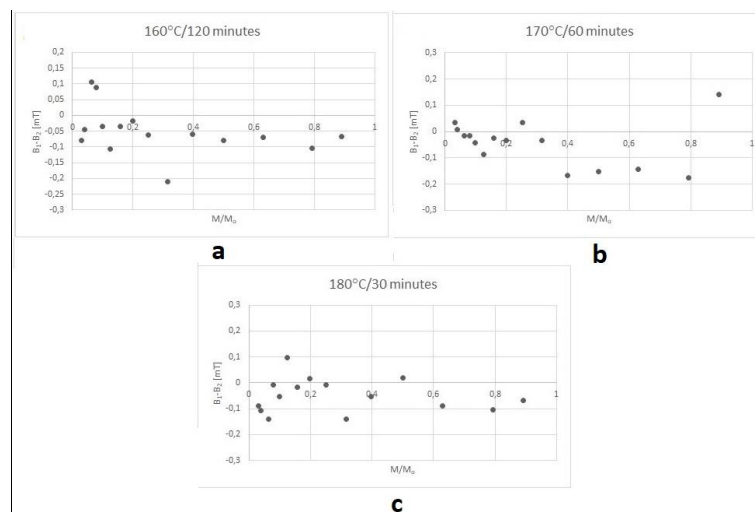 160°C/120 minutes
0,2
0,15
0,1
0,05
0
-0,05
-0,1
-0,15
-0,2
-0,25
-0,3
0 0,2 0,4 0,6 0,8 1
B₁-B₂ [mT]
M/Mₒ
a
170°C/60 minutes
0,3
0,2
0,1
0
-0,1
-0,2
-0,3
0 0,2 0,4 0,6 0,8 1
B₁-B₂ [mT]
M/Mₒ
b
180°C/30 minutes
0,3
0,2
0,1
0
-0,1
-0,2
-0,3
0 0,2 0,4 0,6 0,8 1
B₁-B₂ [mT]
M/Mₒ
c